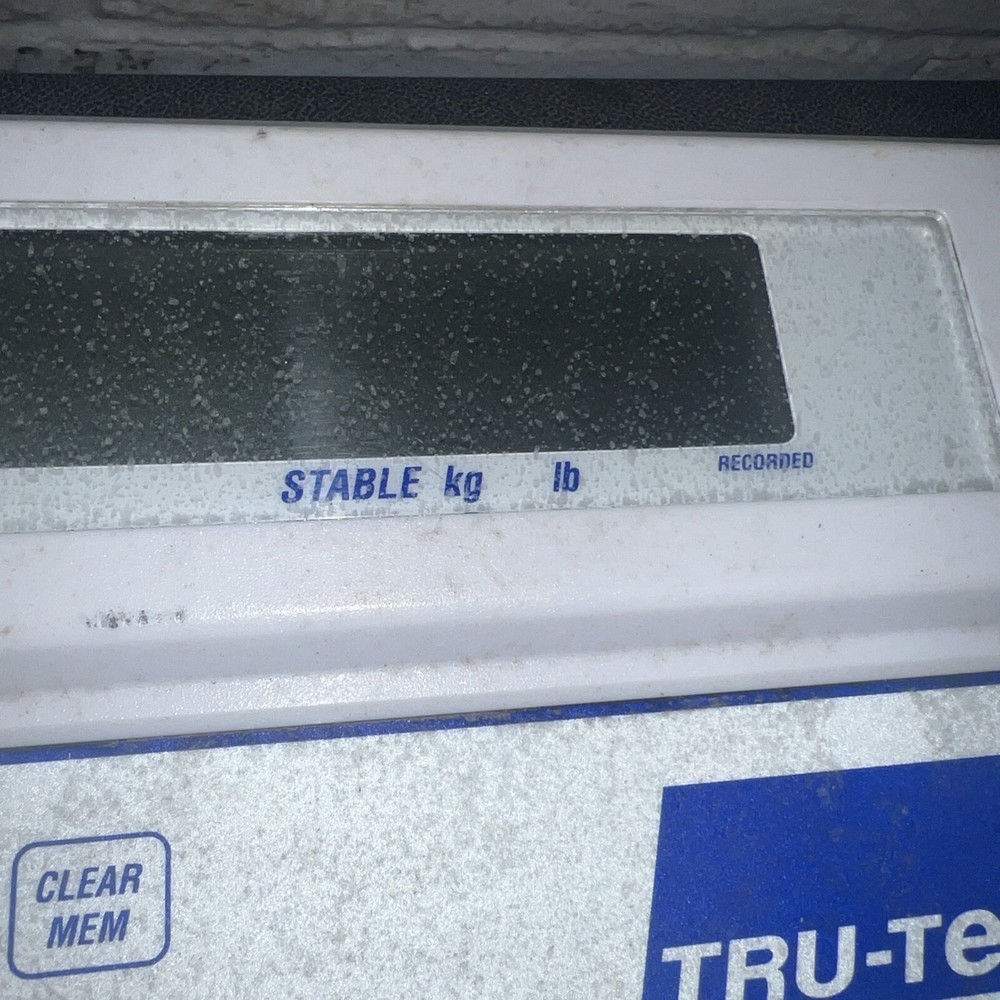 STABLE kg lb RECORDED
CLEAR
MEM
TRU-Te